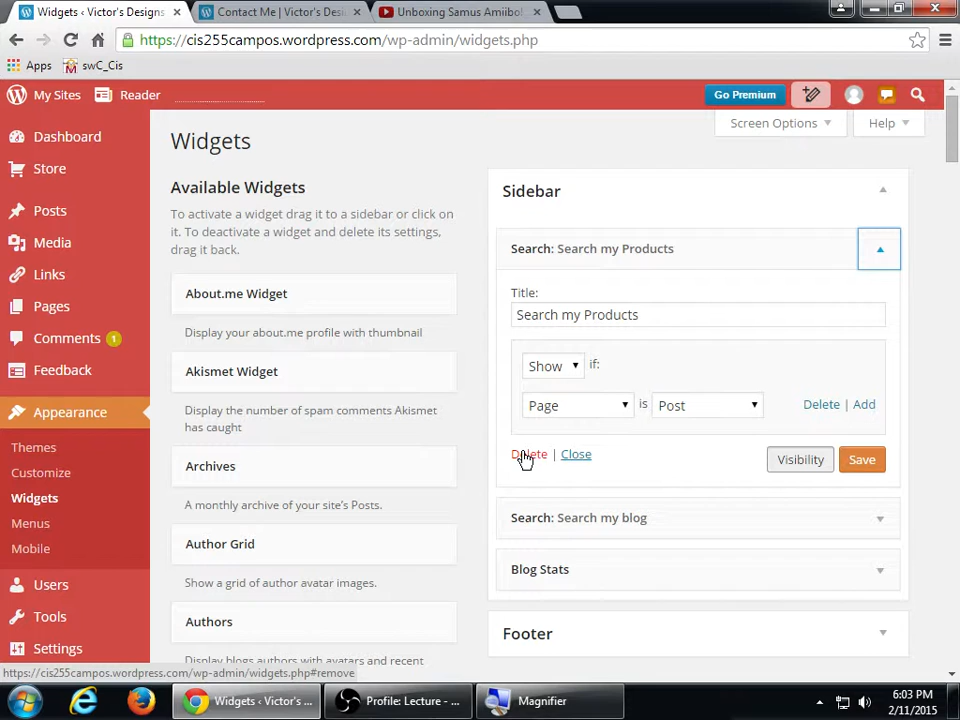 Widgets ‹ Victor's Designs
Contact Me | Victor's Desi
Unboxing Samus Amiibo!
https://cis255campos.wordpress.com/wp-admin/widgets.php
Apps
swC_Cis
My Sites
Reader
Go Premium
Screen Options
Help
Dashboard
Store
Posts
Media
Links
Pages
Comments 1
Feedback
Appearance
Themes
Customize
Widgets
Menus
Mobile
Users
Tools
Settings
Widgets
Available Widgets
To activate a widget drag it to a sidebar or click on
it. To deactivate a widget and delete its settings,
drag it back.
About.me Widget
Display your about.me profile with thumbnail
Akismet Widget
Display the number of spam comments Akismet
has caught
Archives
A monthly archive of your site's Posts.
Author Grid
Show a grid of author avatar images.
Authors
Display blogs authors with avatars and recent
Sidebar
Search: Search my Products
Title:
Search my Products
Show if:
Page is Post Delete | Add
Delete | Close Visibility Save
Search: Search my blog
Blog Stats
Footer
https://cis255campos.wordpress.com/wp-admin/widgets.php#remove
Widgets ‹ Victor's ...
Profile: Lecture - ...
Magnifier
6:03 PM
2/11/2015